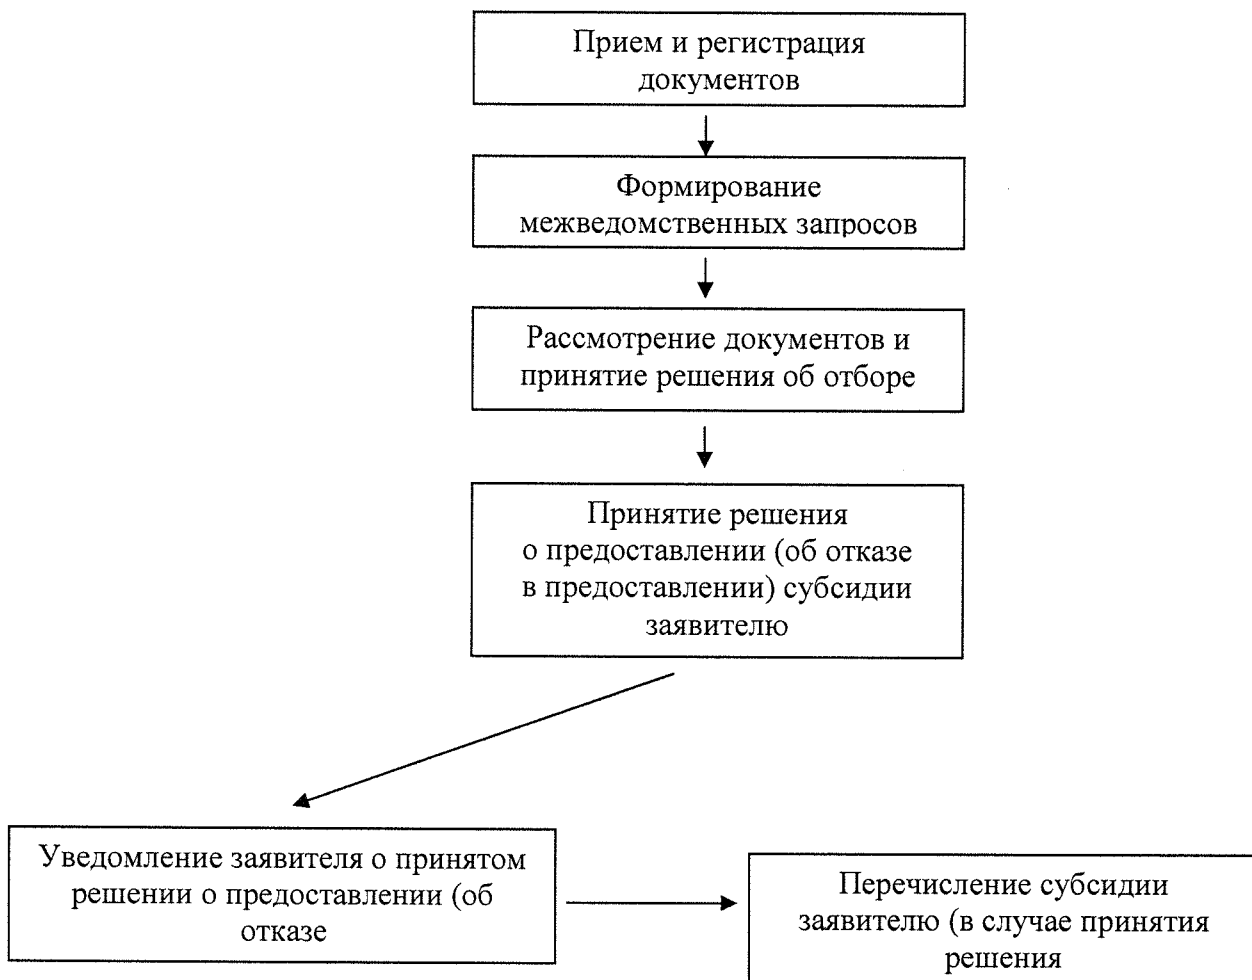 Прием и регистрация
документов
Формирование
межведомственных запросов
Рассмотрение документов и
принятие решения об отборе
Принятие решения
о предоставлении (об отказе
в предоставлении) субсидии
заявителю
Уведомление заявителя о принятом
решении о предоставлении (об
отказе
Перечисление субсидии
заявителю (в случае принятия
решения